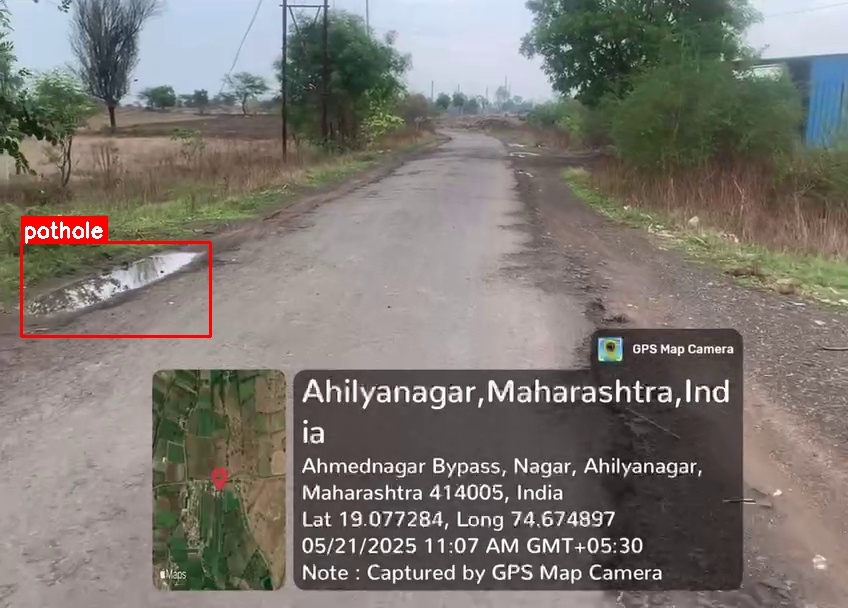 pothole
GPS Map Camera
Ahilyanagar,Maharashtra,Ind
ia
Ahmednagar Bypass, Nagar, Ahilyanagar,
Maharashtra 414005, India
Lat 19.077284, Long 74.674897
05/21/2025 11:07 AM GMT+05:30
Note : Captured by GPS Map Camera
Maps